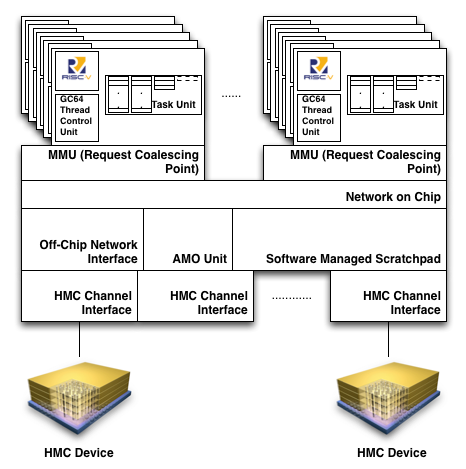 RISC V
RISC V
GC64
Thread
Control
Unit
Task Unit
......
GC64
Thread
Control
Unit
Task Unit
MMU (Request Coalescing
Point)
MMU (Request Coalescing
Point)
Network on Chip
Off-Chip Network
Interface
AMO Unit
Software Managed Scratchpad
HMC Channel
Interface
HMC Channel
Interface
............
HMC Channel
Interface
HMC Device
HMC Device